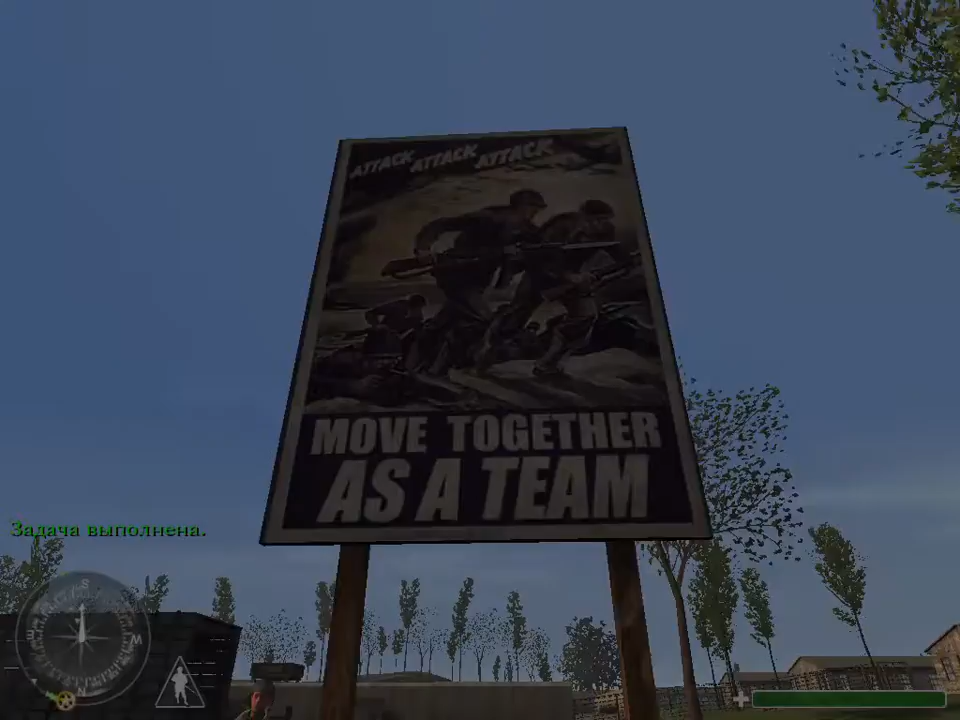 ATTACK ATTACK ATTACK
MOVE TOGETHER
AS A TEAM
Задача выполнена.
S
E
W
N